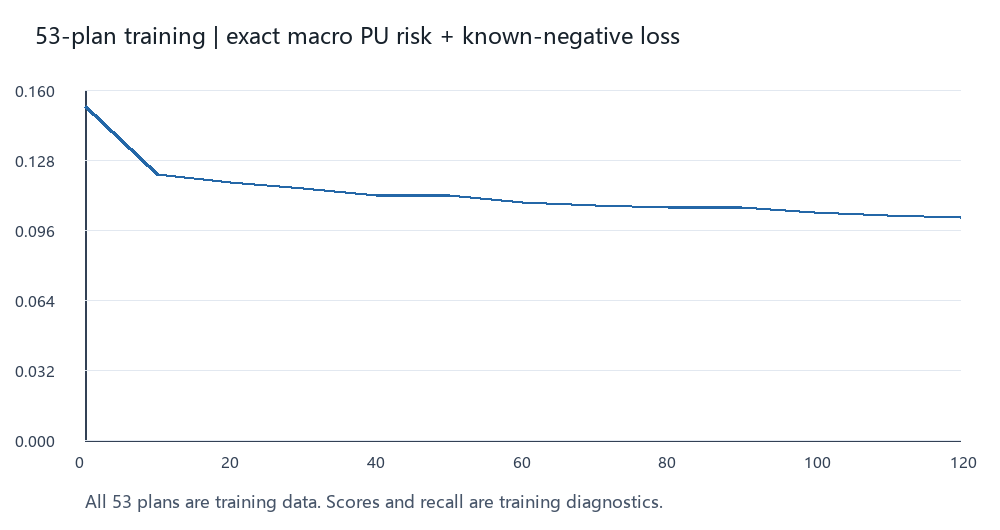 53-plan training | exact macro PU risk + known-negative loss
0.160
0.128
0.096
0.064
0.032
0.000
0 20 40 60 80 100 120
All 53 plans are training data. Scores and recall are training diagnostics.